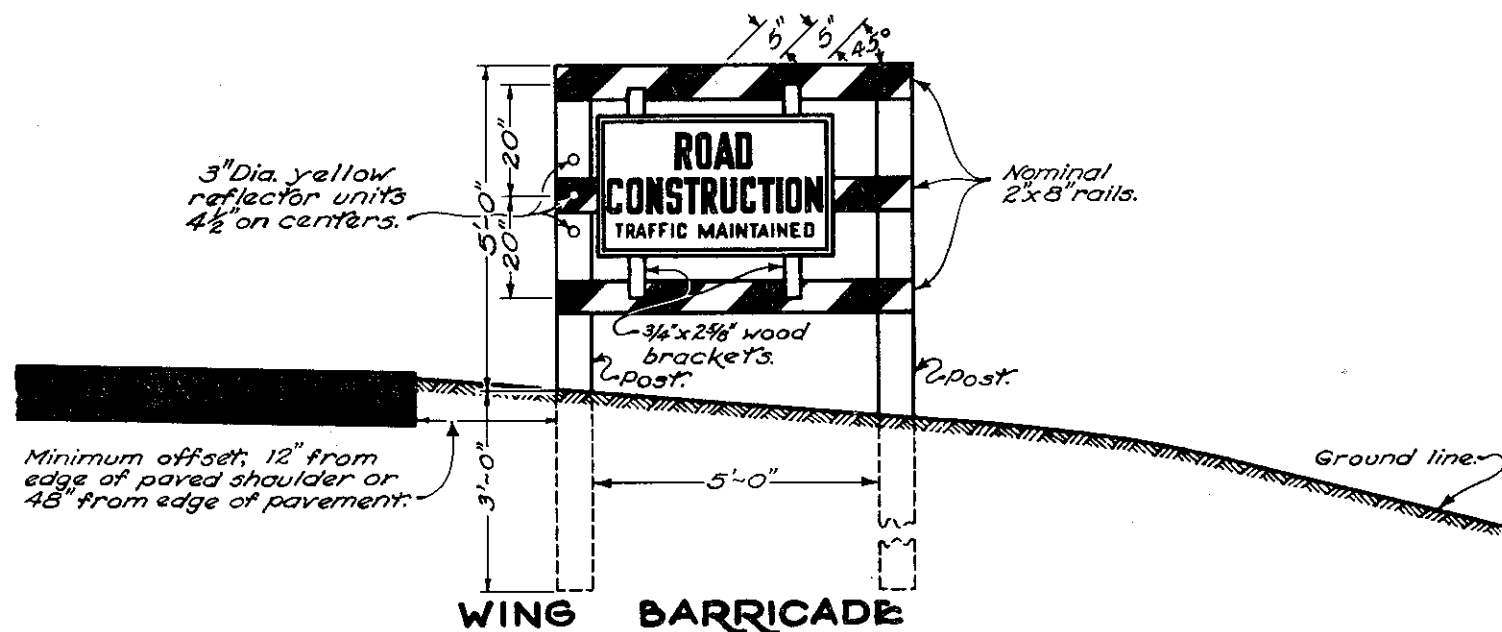 5" 5" 45°
3" Dia. yellow
reflector units
4½" on centers.
5'-0"
20"
20"
ROAD
CONSTRUCTION
TRAFFIC MAINTAINED
Nominal
2"x8" rails.
3/4"x2 5/8" wood
brackets.
Post.
Post.
Minimum offset, 12" from
edge of paved shoulder or
48" from edge of pavement.
3'-0"
5'-0"
Ground line.
WING BARRICADE